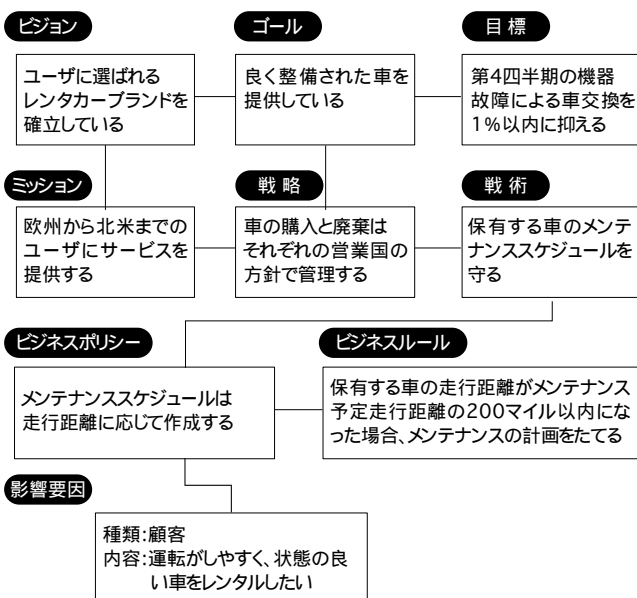 ビジョン
ゴール
目標
ユーザに選ばれる
レンタカーブランドを
確立している
良く整備された車を
提供している
第4四半期の機器
故障による車交換を
1%以内に抑える
ミッション
戦略
戦術
欧州から北米までの
ユーザにサービスを
提供する
車の購入と廃棄は
それぞれの営業国の
方針で管理する
保有する車のメンテ
ナンススケジュールを
守る
ビジネスポリシー
ビジネスルール
メンテナンススケジュールは
走行距離に応じて作成する
保有する車の走行距離がメンテナンス
予定走行距離の200マイル以内にな
った場合、メンテナンスの計画をたてる
影響要因
種類:顧客
内容:運転がしやすく、状態の良
い車をレンタルしたい